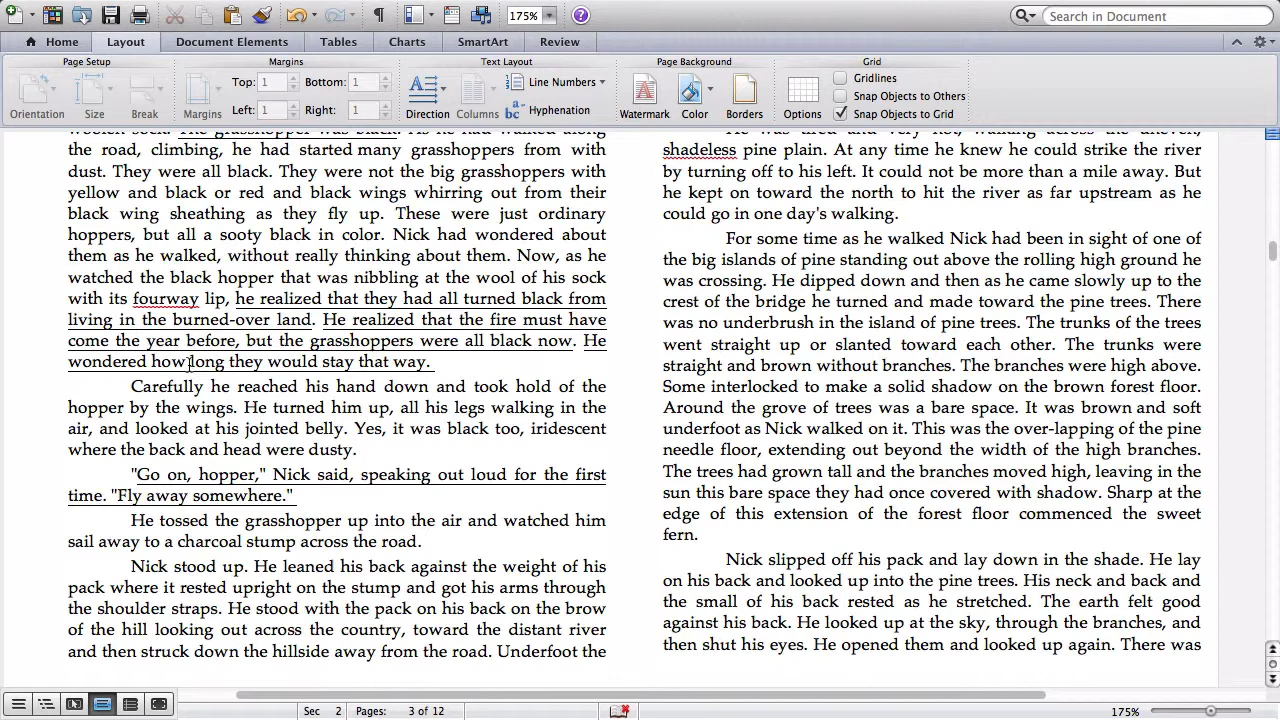 175%
Search in Document
Home
Layout
Document Elements
Tables
Charts
SmartArt
Review
Page Setup
Margins
Text Layout
Page Background
Grid
Orientation
Size
Break
Margins
Top: 1
Bottom: 1
Left: 1
Right: 1
Direction
Columns
Line Numbers
Hyphenation
Watermark
Color
Borders
Options
Gridlines
Snap Objects to Others
Snap Objects to Grid
woolen sock. The grasshopper was black. As he had walked along
the road, climbing, he had started many grasshoppers from with
dust. They were all black. They were not the big grasshoppers with
yellow and black or red and black wings whirring out from their
black wing sheathing as they fly up. These were just ordinary
hoppers, but all a sooty black in color. Nick had wondered about
them as he walked, without really thinking about them. Now, as he
watched the black hopper that was nibbling at the wool of his sock
with its fourway lip, he realized that they had all turned black from
living in the burned-over land. He realized that the fire must have
come the year before, but the grasshoppers were all black now. He
wondered how long they would stay that way.
Carefully he reached his hand down and took hold of the
hopper by the wings. He turned him up, all his legs walking in the
air, and looked at his jointed belly. Yes, it was black too, iridescent
where the back and head were dusty.
"Go on, hopper," Nick said, speaking out loud for the first
time. "Fly away somewhere."
He tossed the grasshopper up into the air and watched him
sail away to a charcoal stump across the road.
Nick stood up. He leaned his back against the weight of his
pack where it rested upright on the stump and got his arms through
the shoulder straps. He stood with the pack on his back on the brow
of the hill looking out across the country, toward the distant river
and then struck down the hillside away from the road. Underfoot the
He was tired and very hot, walking across the uneven,
shadeless pine plain. At any time he knew he could strike the river
by turning off to his left. It could not be more than a mile away. But
he kept on toward the north to hit the river as far upstream as he
could go in one day's walking.
For some time as he walked Nick had been in sight of one of
the big islands of pine standing out above the rolling high ground he
was crossing. He dipped down and then as he came slowly up to the
crest of the bridge he turned and made toward the pine trees. There
was no underbrush in the island of pine trees. The trunks of the trees
went straight up or slanted toward each other. The trunks were
straight and brown without branches. The branches were high above.
Some interlocked to make a solid shadow on the brown forest floor.
Around the grove of trees was a bare space. It was brown and soft
underfoot as Nick walked on it. This was the over-lapping of the pine
needle floor, extending out beyond the width of the high branches.
The trees had grown tall and the branches moved high, leaving in the
sun this bare space they had once covered with shadow. Sharp at the
edge of this extension of the forest floor commenced the sweet
fern.
Nick slipped off his pack and lay down in the shade. He lay
on his back and looked up into the pine trees. His neck and back and
the small of his back rested as he stretched. The earth felt good
against his back. He looked up at the sky, through the branches, and
then shut his eyes. He opened them and looked up again. There was
Sec 2
Pages: 3 of 12
175%